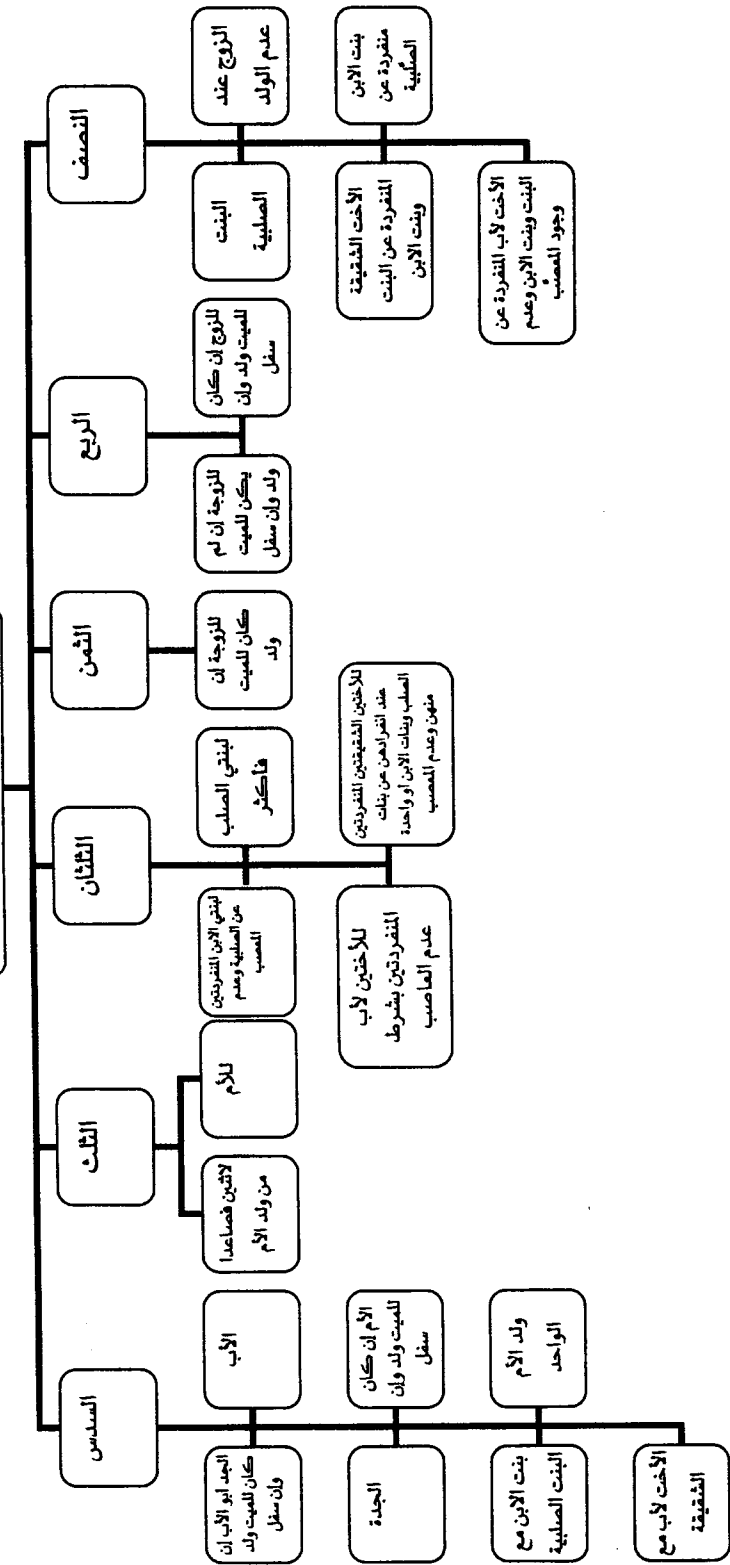 النصف
الزوج عند
عدم الولد
البنت
الصلبية
بنت الابن
منفردة عن
الصلبية
الأخت الشقيقة
المنفردة عن البنت
وبنت الابن
الأخت لأب المنفردة عن
البنت وبنت الابن وعدم
وجود المعصب
الربع
للزوج إن كان
للميت ولد وإن
سفل
للزوجة إن لم
يكن للميت
ولد وإن سفل
الثمن
للزوجة إن
كان للميت
ولد
الثلثان
لبنتي الصلب
فأكثر
لبنتي الابن المنفردتين
عن الصلبية وعدم
المعصب
للأختين الشقيقتين المنفردتين
عند انفرادهن عن بنات
الصلب وبنات الابن او واحدة
منهن وعدم المعصب
للأختين لأب
المنفردتين بشرط
عدم العاصب
الثلث
للأم
لاثنين فصاعدا
من ولد الأم
السدس
الأب
الجد ابو الأب إن
كان للميت ولد
وإن سفل
الأم إن كان
للميت ولد وإن
سفل
الجدة
ولد الأم
الواحد
بنت الابن مع
البنت الصلبية
الأخت لأب مع
الشقيقة